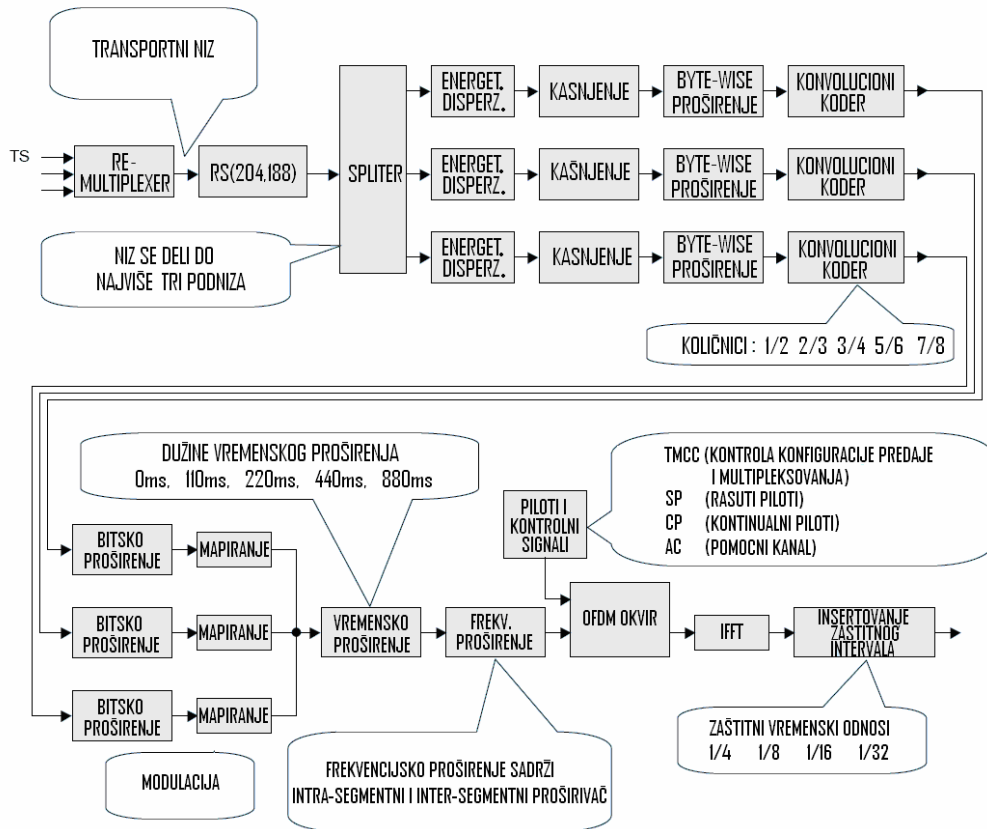 TRANSPORTNI NIZ
TS
RE-
MULTIPLEXER
RS(204,188)
SPLITER
ENERGET.
DISPERZ.
KASNJENJE
BYTE-WISE
PROŠIRENJE
KONVOLUCIONI
KODER
ENERGET.
DISPERZ.
KAŠNJENJE
BYTE-WISE
PROŠIRENJE
KONVOLUCIONI
KODER
ENERGET.
DISPERZ.
KASNJENJE
BYTE-WISE
PROŠIRENJE
KONVOLUCIONI
KODER
NIZ SE DELI DO
NAJVIŠE TRI PODNIZA
KOLIČNICI : 1/2 2/3 3/4 5/6 7/8
DUŽINE VREMENSKOG PROŠIRENJA
0ms, 110ms, 220ms, 440ms, 880ms
TMCC (KONTROLA KONFIGURACIJE PREDAJE
I MULTIPLEKSOVANJA)
SP (RASUTI PILOTI)
CP (KONTINUALNI PILOTI)
AC (POMOCNI KANAL)
PILOTI I
KONTROLNI
SIGNALI
BITSKO
PROŠIRENJE
MAPIRANJE
BITSKO
PROŠIRENJE
MAPIRANJE
BITSKO
PROŠIRENJE
MAPIRANJE
VREMENSKO
PROŠIRENJE
FREKV.
PROŠIRENJE
OFDM OKVIR
IFFT
INSERTOVANJE
ZAŠTITNOG
INTERVALA
ZAŠTITNI VREMENSKI ODNOSI
1/4 1/8 1/16 1/32
MODULACIJA
FREKVENCIJSKO PROŠIRENJE SADRŽI
INTRA-SEGMENTNI I INTER-SEGMENTNI PROŠIRIVAČ